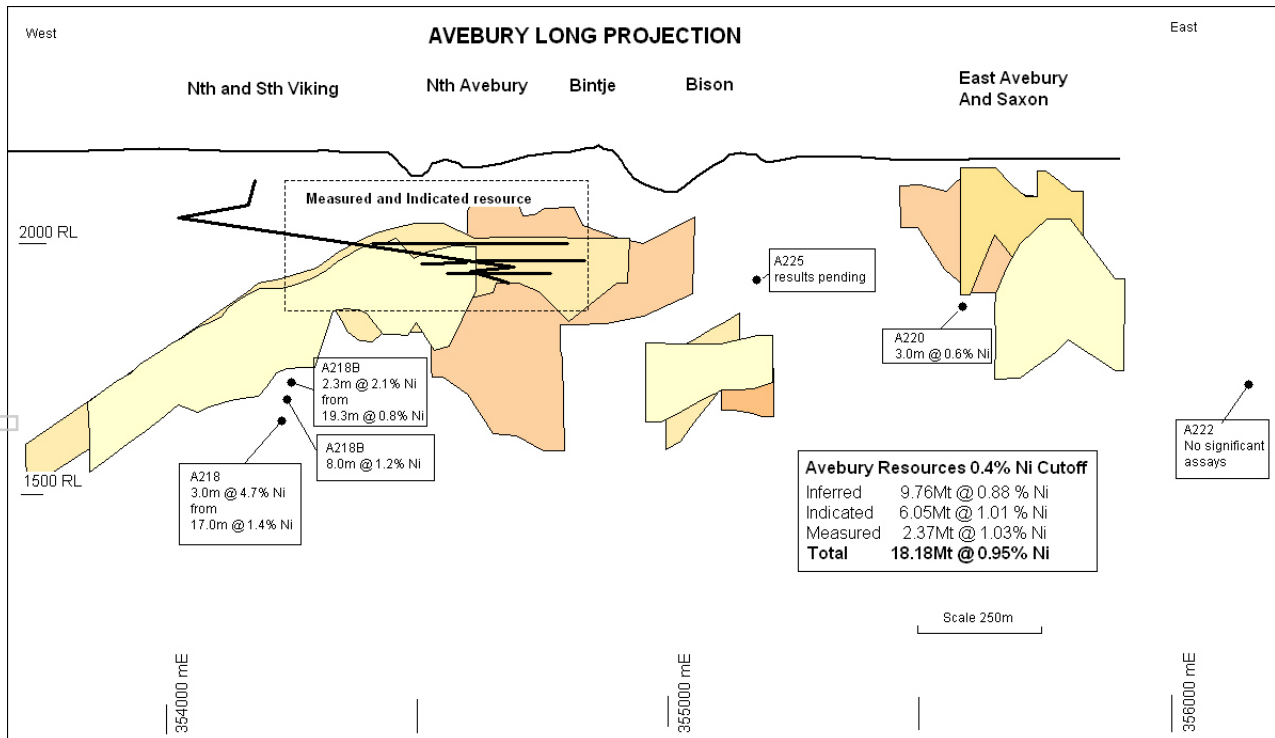 West
AVEBURY LONG PROJECTION
East
Nth and Sth Viking
Nth Avebury
Bintje
Bison
East Avebury
And Saxon
Measured and Indicated resource
2000 RL
A225
results pending
A220
3.0m @ 0.6% Ni
A218B
2.3m @ 2.1% Ni
from
19.3m @ 0.8% Ni
A218B
8.0m @ 1.2% Ni
A222
No significant
assays
1500 RL
A218
3.0m @ 4.7% Ni
from
17.0m @ 1.4% Ni
Avebury Resources 0.4% Ni Cutoff
Inferred 9.76Mt @ 0.88 % Ni
Indicated 6.05Mt @ 1.01 % Ni
Measured 2.37Mt @ 1.03% Ni
Total 18.18Mt @ 0.95% Ni
Scale 250m
354000 mE
355000 mE
356000 mE